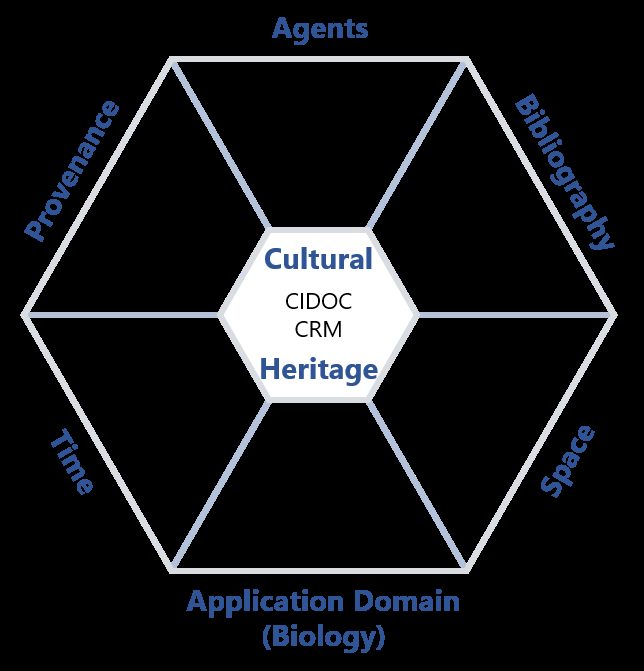 Agents
Provenance
Bibliography
Cultural
CIDOC
CRM
Heritage
Time
Space
Application Domain
(Biology)